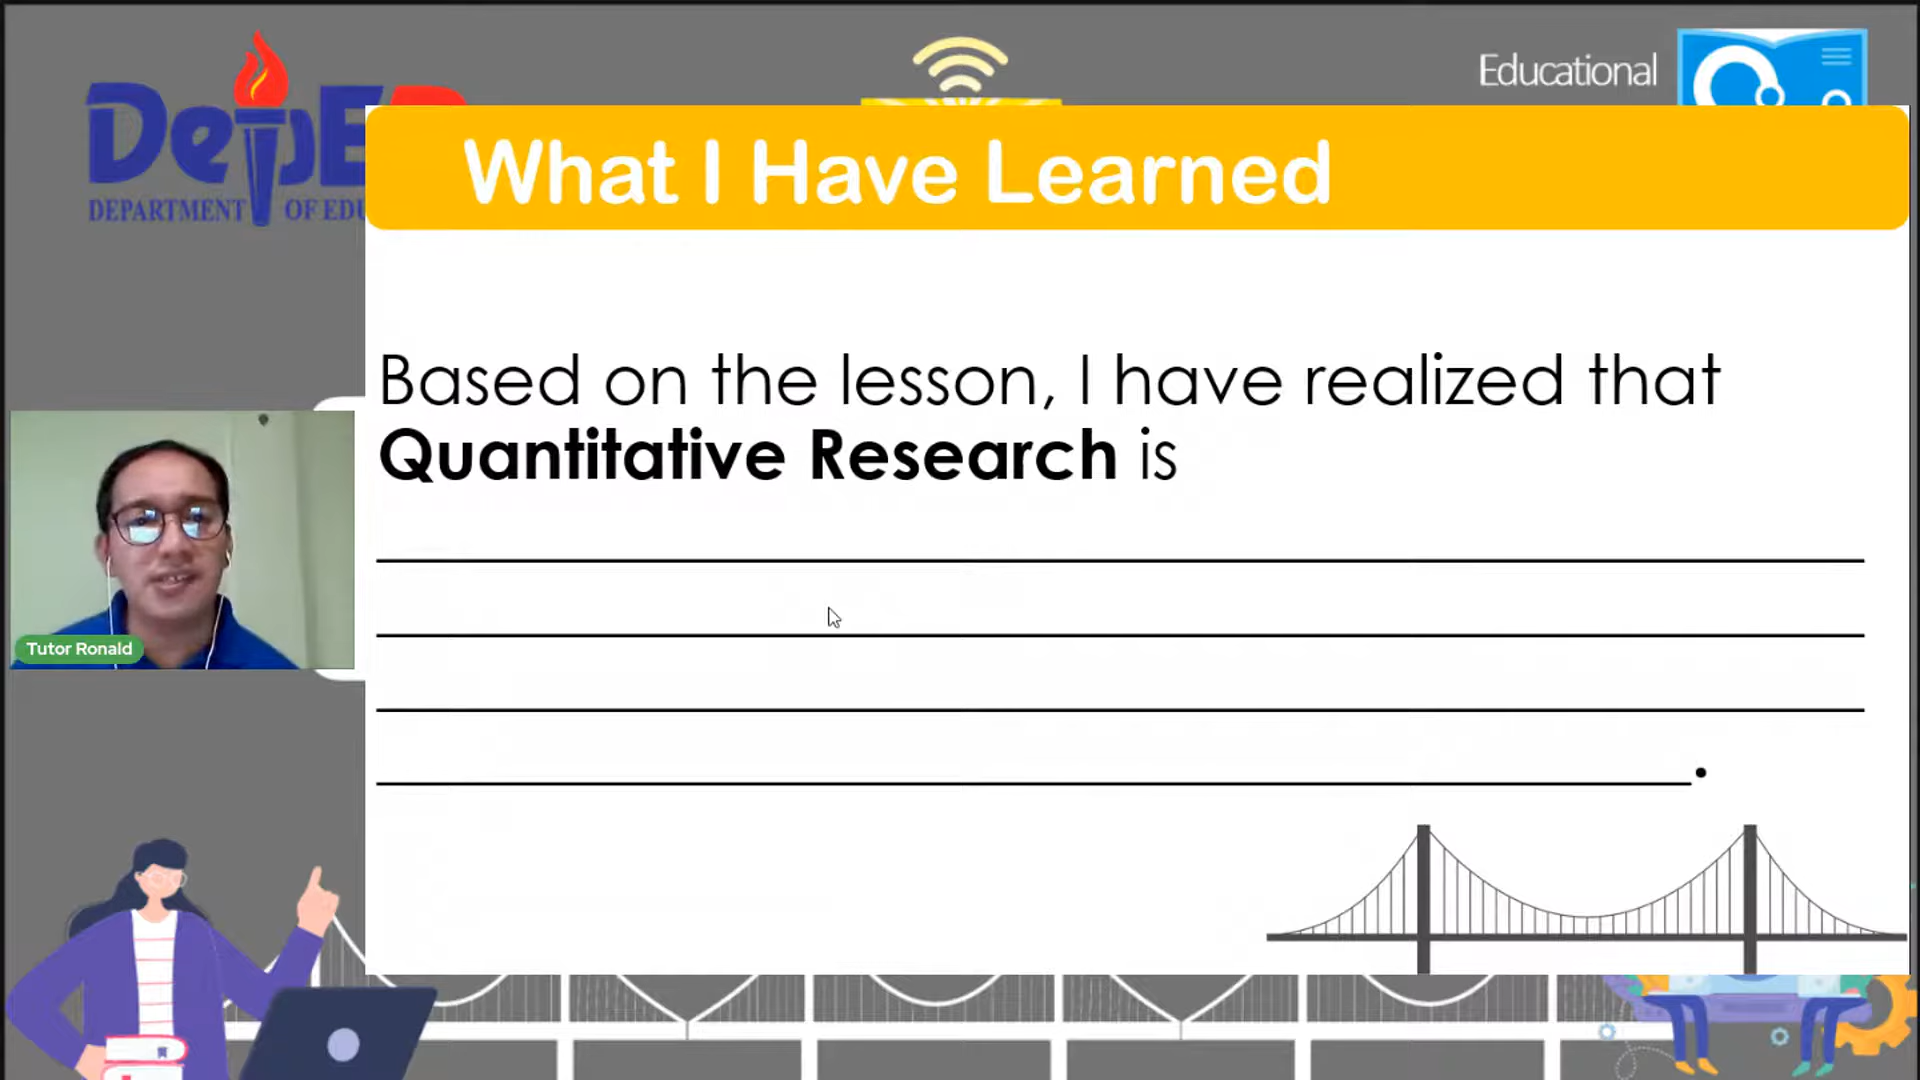 DepE
DEPARTMENT OF EDU
Educational
What I Have Learned
Based on the lesson, I have realized that
Quantitative Research is
.
Tutor Ronald